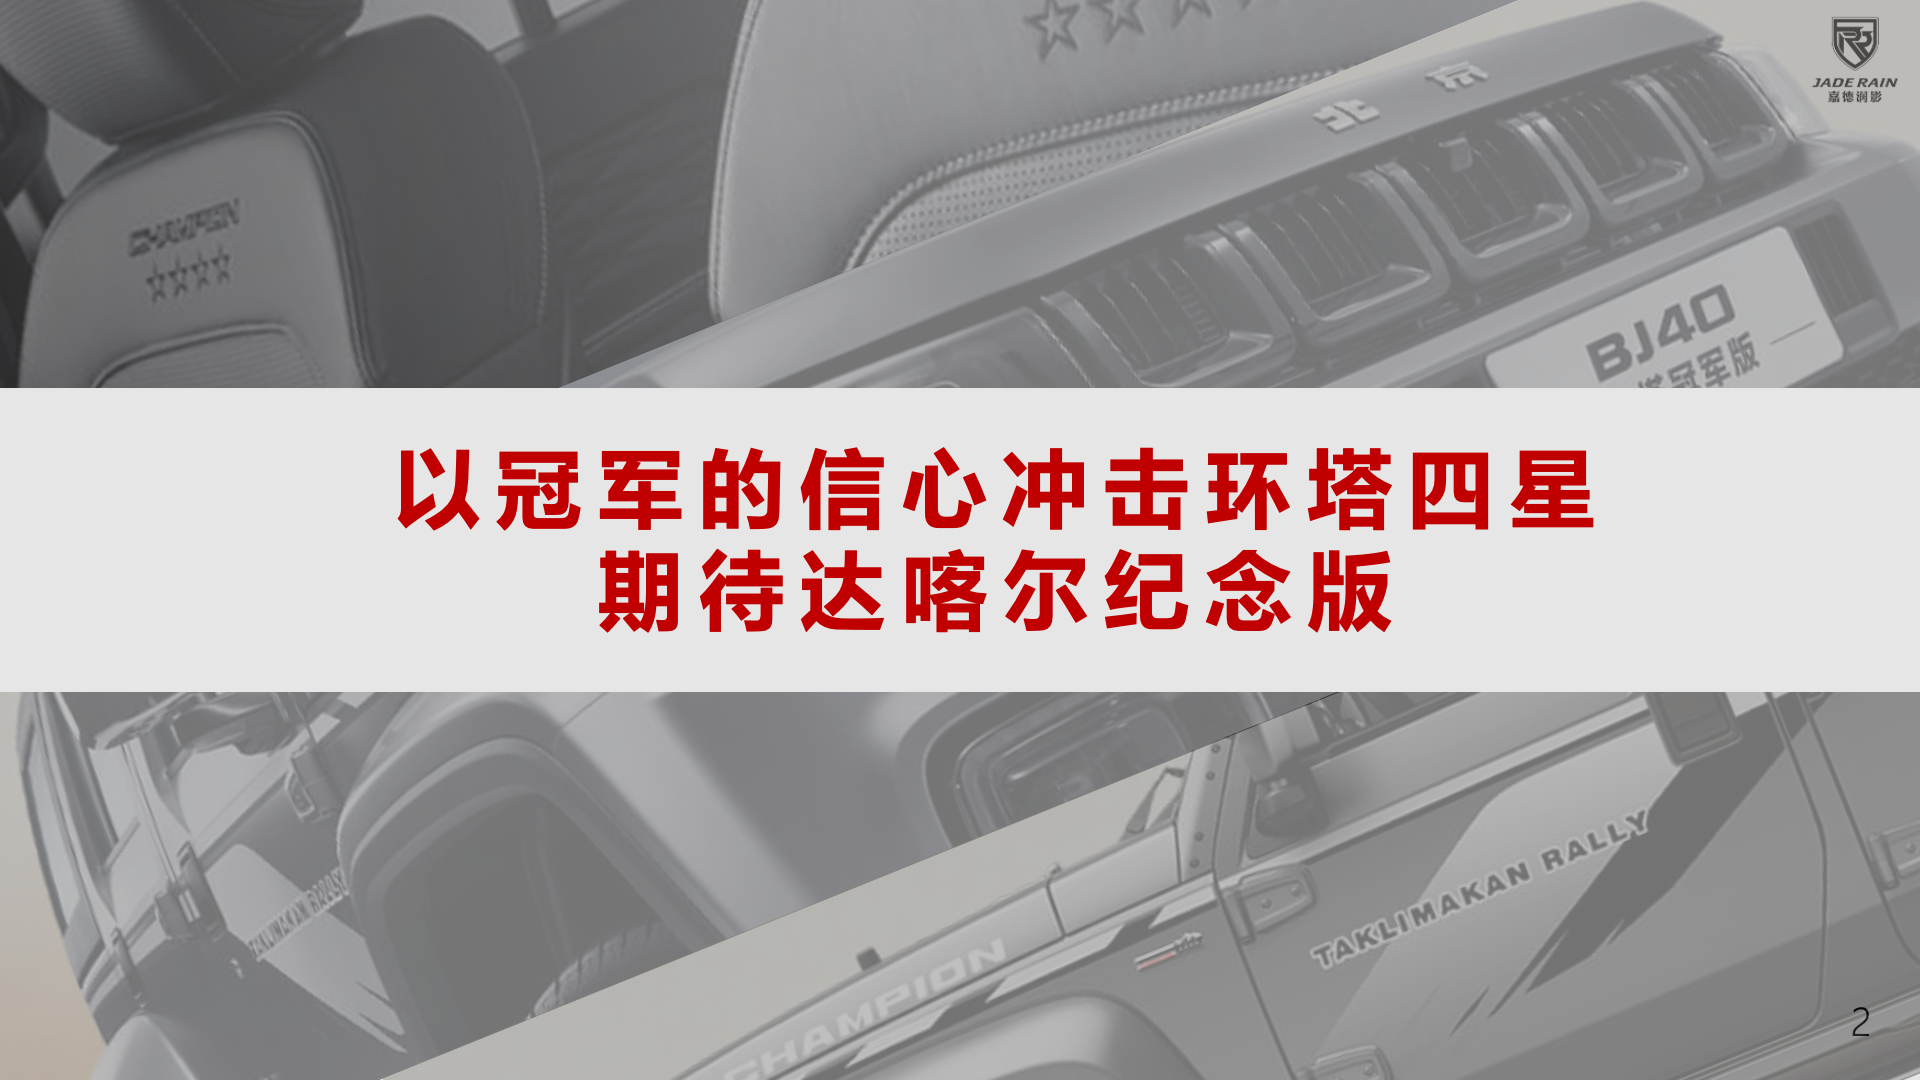 JADE RAIN
嘉德润影
北京
CHAMPION
BJ40
塔冠军版
以冠军的信心冲击环塔四星
期待达喀尔纪念版
TAKLIMAKAN RALLY
TAKLIMAKAN RALLY
CHAMPION
2